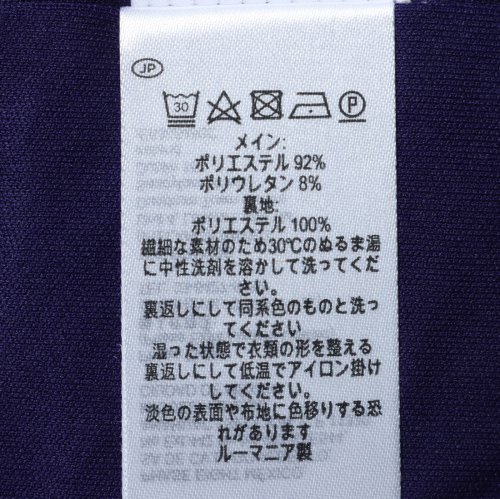 JP
30
P
メイン:
ポリエステル 92%
ポリウレタン 8%
裏地:
ポリエステル 100%
繊細な素材のため30℃のぬるま湯
に中性洗剤を溶かして洗ってくだ
さい。
裏返しにして同系色のものと洗っ
てください
湿った状態で衣類の形を整える
裏返しにして低温でアイロン掛け
してください。
淡色の表面や布地に色移りする恐
れがあります
ルーマニア製